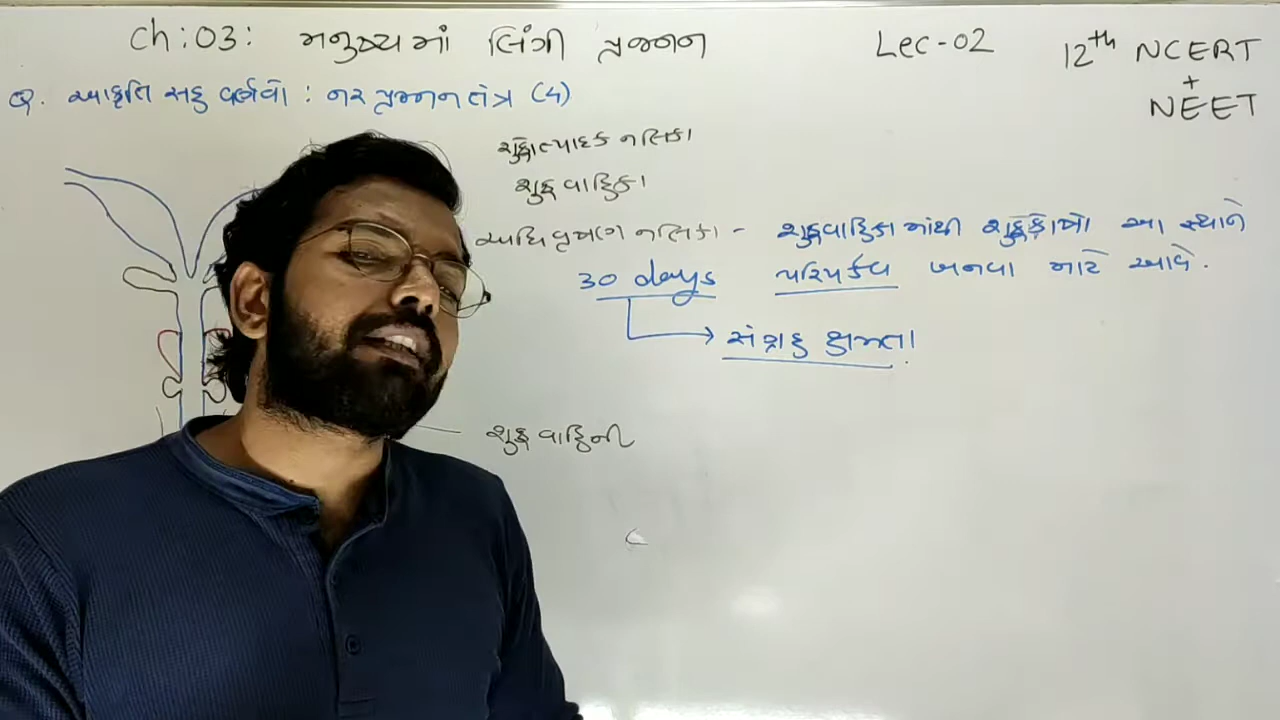 Ch : 03 : મનુષ્યમાં લિંગી પ્રજનન
Lec-02
12th NCERT
+
NEET
Q. આકૃતિ સહ વર્ણવો : નર પ્રજનનતંત્ર (4)
શુક્રોત્પાદક નલિકા
શુક્રવાહિકા
અધિવૃષણ નલિકા - શુક્રવાહિકામાંથી શુક્રકોષો આ સ્થાને
30 days પરિપક્વ બનવા માટે આવે.
સંગ્રહ ક્ષમતા
શુક્રવાહિની